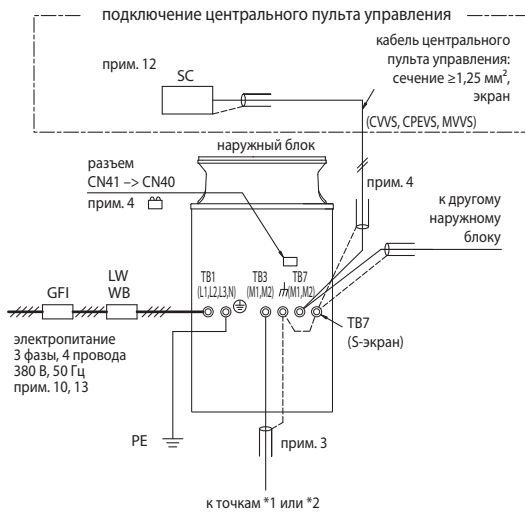 подключение центрального пульта управления
прим. 12
SC
кабель центрального
пульта управления:
сечение ≥1,25 мм²,
экран
(CVVS, CPEVS, MVVS)
наружный блок
разъем
CN41 –> CN40
прим. 4
прим. 4
к другому
наружному
блоку
TB1
(L1,L2,L3,N)
TB3
(M1,M2)
TB7
(M1,M2)
GFI
LW
WB
TB7
(S-экран)
электропитание
3 фазы, 4 провода
380 В, 50 Гц
прим. 10, 13
PE
прим. 3
к точкам *1 или *2